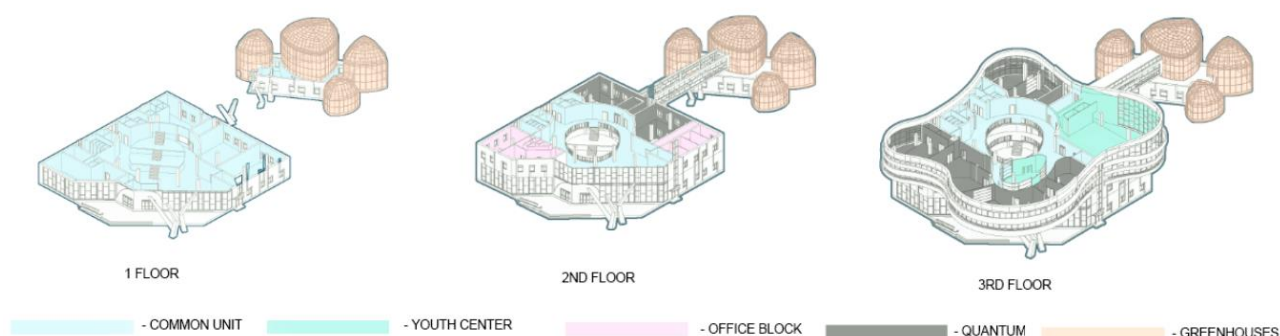 1 FLOOR
2ND FLOOR
3RD FLOOR
- COMMON UNIT
- YOUTH CENTER
- OFFICE BLOCK
- QUANTUM
- GREENHOUSES